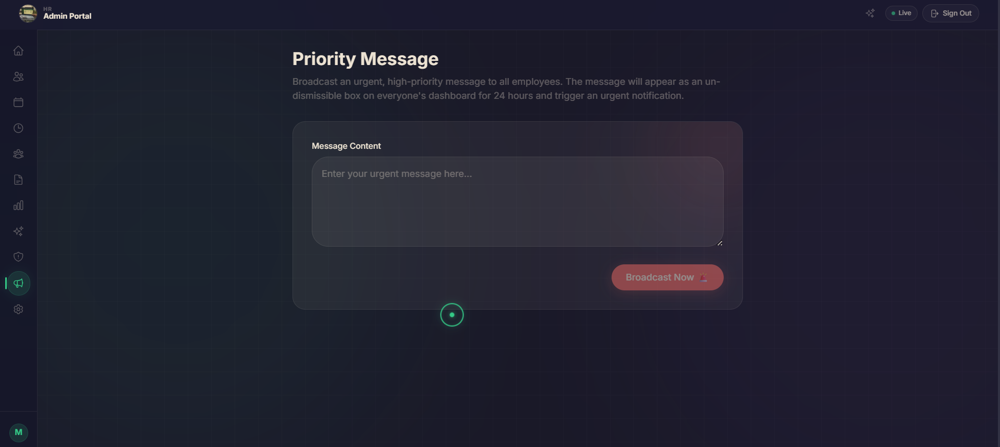 HR
Admin Portal
Live
Sign Out
Priority Message
Broadcast an urgent, high-priority message to all employees. The message will appear as an un-
dismissible box on everyone's dashboard for 24 hours and trigger an urgent notification.
Message Content
Enter your urgent message here...
Broadcast Now 🚨
M